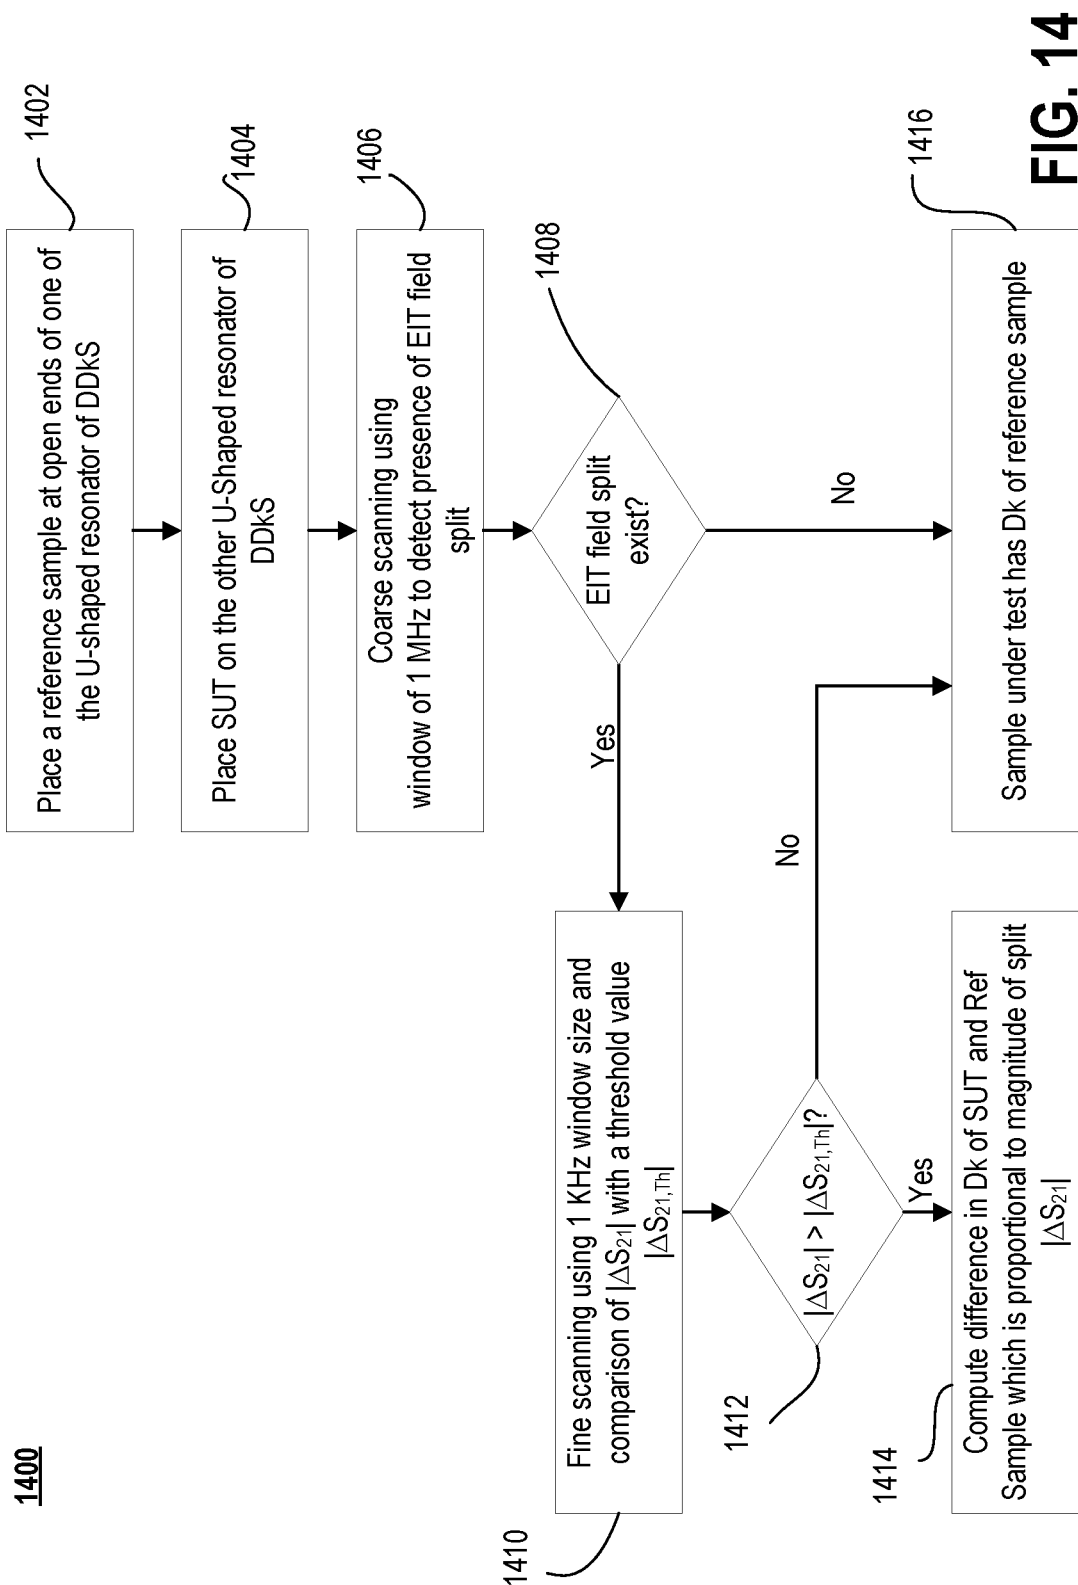 1400
1402
Place a reference sample at open ends of one of
the U-shaped resonator of DDkS
1404
Place SUT on the other U-Shaped resonator of
DDkS
1406
Coarse scanning using
window of 1 MHz to detect presence of EIT field
split
1408
EIT field split
exist?
Yes
No
1410
Fine scanning using 1 KHz window size and
comparison of |ΔS21| with a threshold value
|ΔS21,Th|
1412
|ΔS21| > |ΔS21,Th|?
No
Yes
1414
Compute difference in Dk of SUT and Ref
Sample which is proportional to magnitude of split
|ΔS21|
1416
Sample under test has Dk of reference sample
FIG. 14